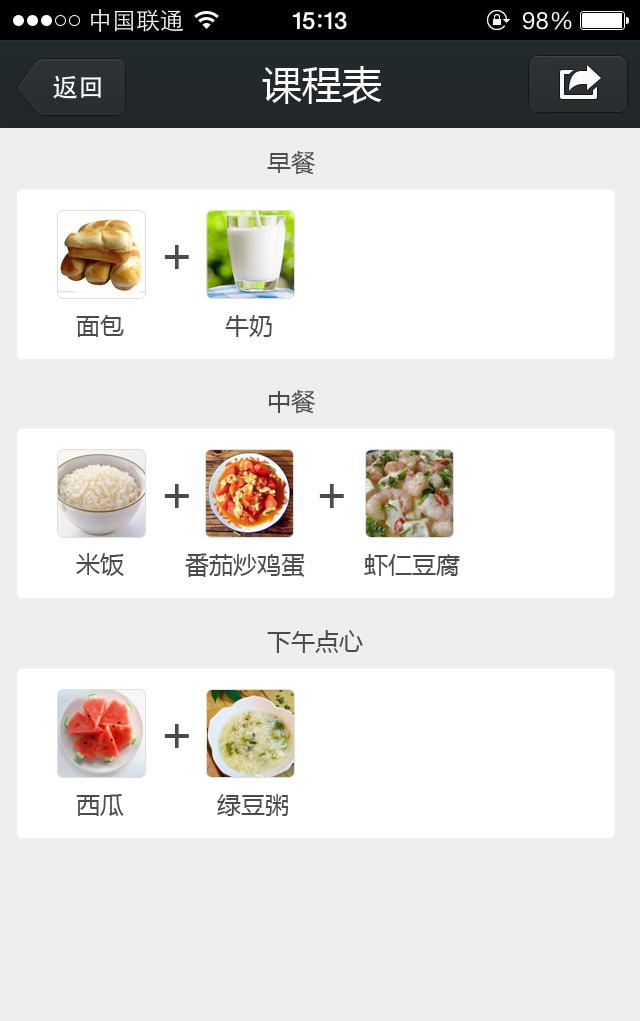 中国联通 15:13 98%
返回 课程表
早餐
+
面包 牛奶
中餐
+ +
米饭 番茄炒鸡蛋 虾仁豆腐
下午点心
+
西瓜 绿豆粥